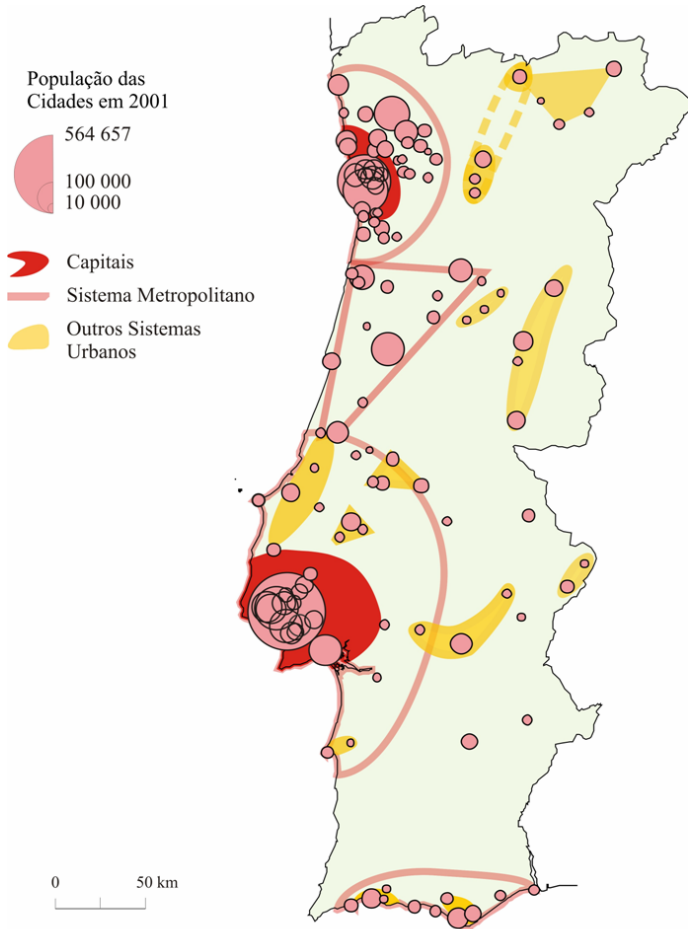 População das
Cidades em 2001
564 657
100 000
10 000
Capitais
Sistema Metropolitano
Outros Sistemas
Urbanos
0 50 km